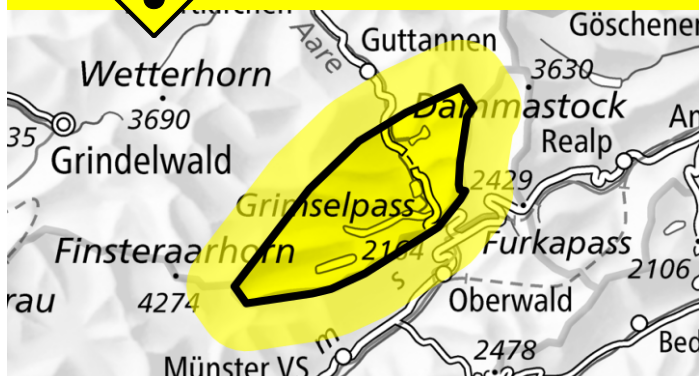 Göschenen
Guttannen
Aare
Wetterhorn
3630
Dammastock
3690
Realp
35
Grindelwald
2429
Grimselpass
Furkapass
Finsteraarhorn
2164
2106
4274
rau
Oberwald
s
m
Münster VS
2478
Bed